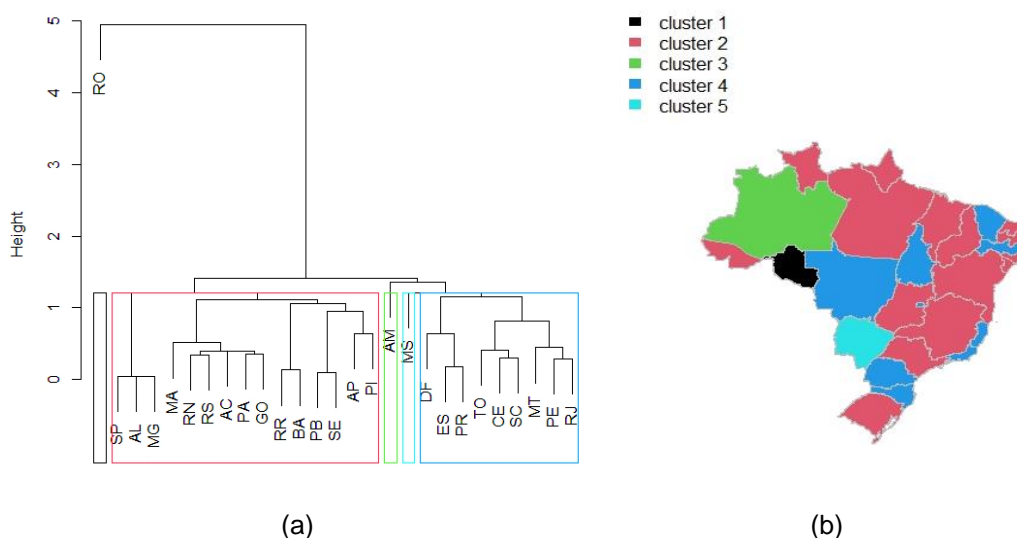 5
4
3
2
1
0
Height
RO
SP
AL
MG
MA
RN
RS
AC
PA
GO
RR
BA
PB
SE
AP
PI
AM
MS
DF
ES
PR
TO
CE
SC
MT
PE
RJ
cluster 1
cluster 2
cluster 3
cluster 4
cluster 5
(a)
(b)